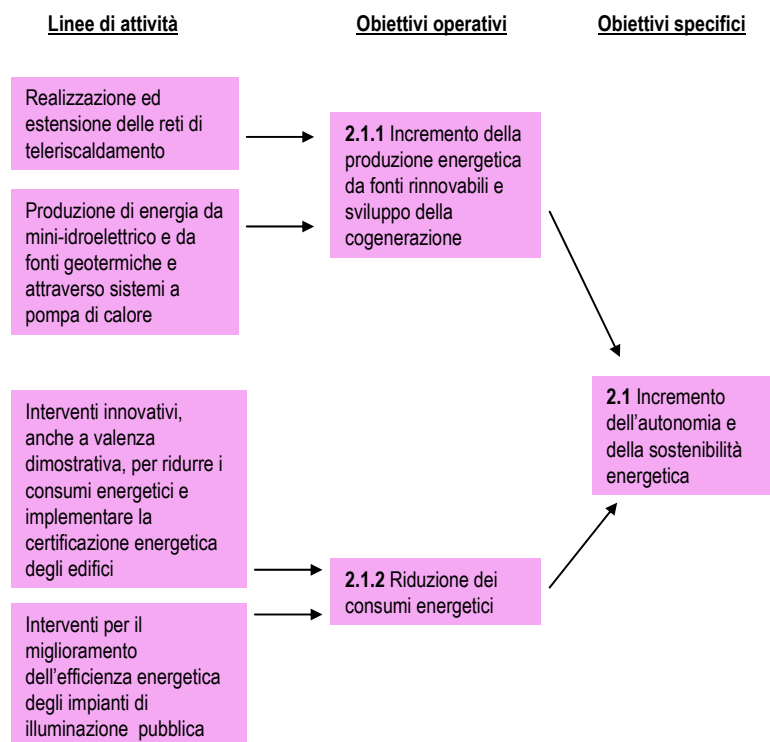 Linee di attività
Obiettivi operativi
Obiettivi specifici
Realizzazione ed
estensione delle reti di
teleriscaldamento
Produzione di energia da
mini-idroelettrico e da
fonti geotermiche e
attraverso sistemi a
pompa di calore
2.1.1 Incremento della
produzione energetica
da fonti rinnovabili e
sviluppo della
cogenerazione
Interventi innovativi,
anche a valenza
dimostrativa, per ridurre i
consumi energetici e
implementare la
certificazione energetica
degli edifici
Interventi per il
miglioramento
dell'efficienza energetica
degli impianti di
illuminazione pubblica
2.1.2 Riduzione dei
consumi energetici
2.1 Incremento
dell'autonomia e
della sostenibilità
energetica